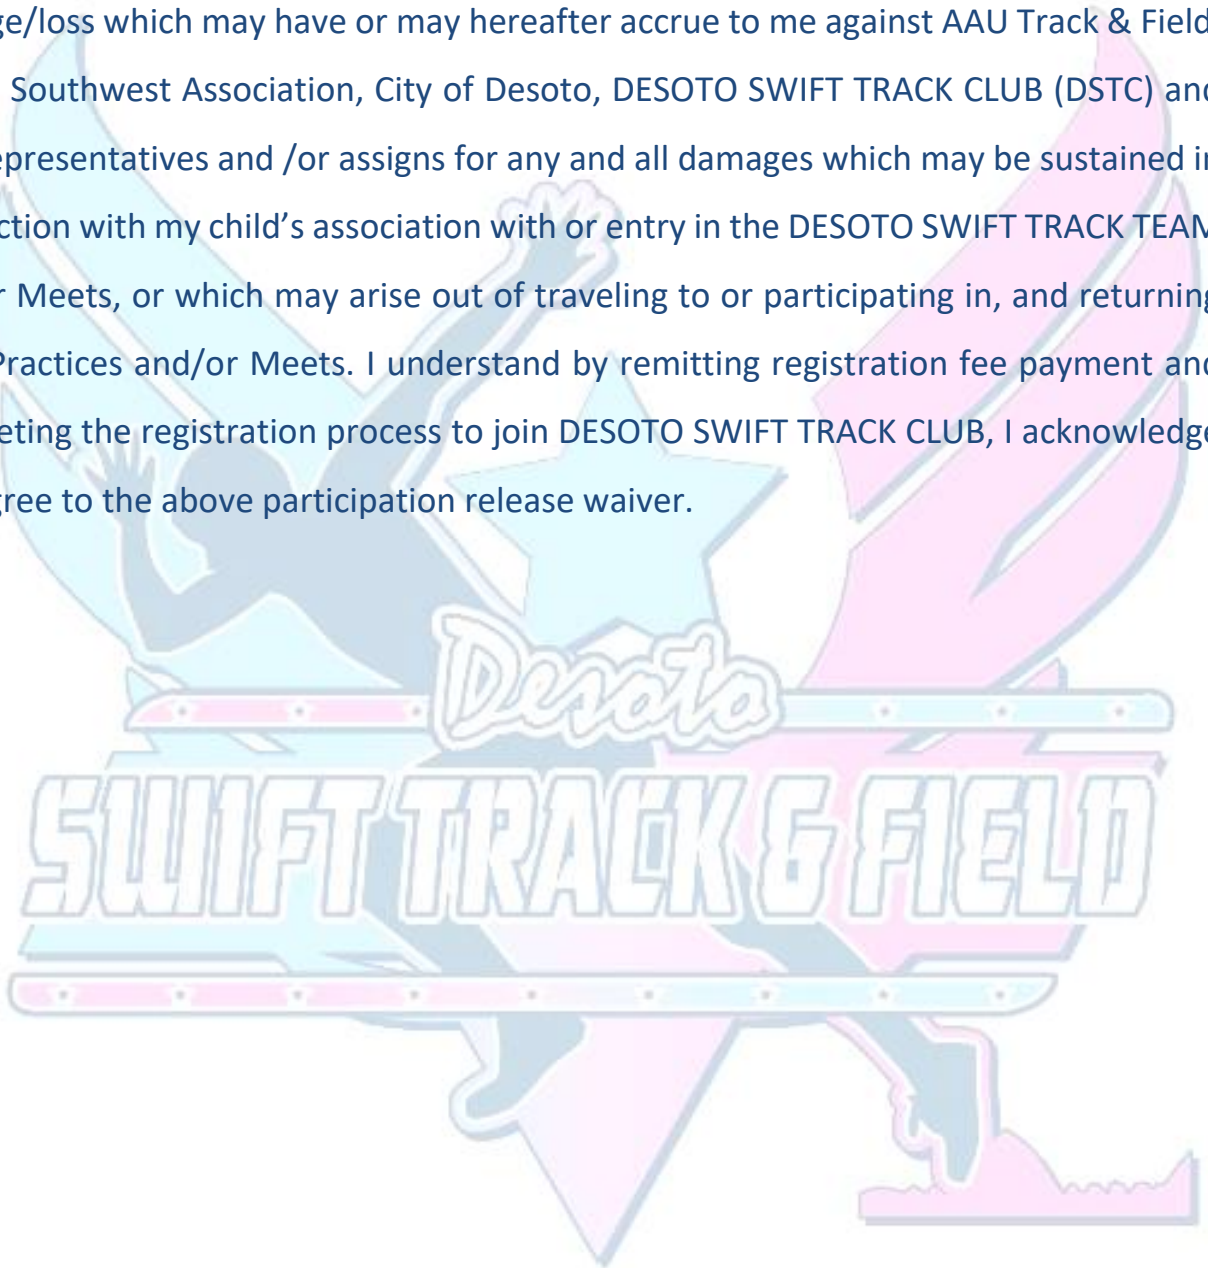 ge/loss which may have or may hereafter accrue to me against AAU Track & Field
Southwest Association, City of Desoto, DESOTO SWIFT TRACK CLUB (DSTC) and
epresentatives and /or assigns for any and all damages which may be sustained in
ction with my child’s association with or entry in the DESOTO SWIFT TRACK TEAM
r Meets, or which may arise out of traveling to or participating in, and returning
Practices and/or Meets. I understand by remitting registration fee payment and
eting the registration process to join DESOTO SWIFT TRACK CLUB, I acknowledge
gree to the above participation release waiver.
Desoto
SWIFT TRACK & FIELD